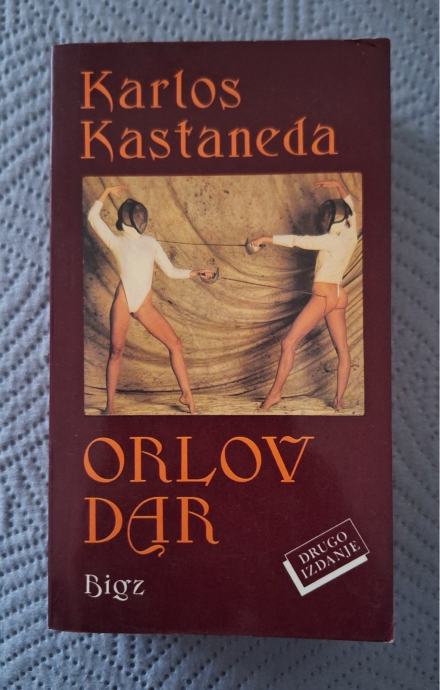 Karlos
Kastaneda
ORLOV
DAR
DRUGO
IZDANJE
Bigz